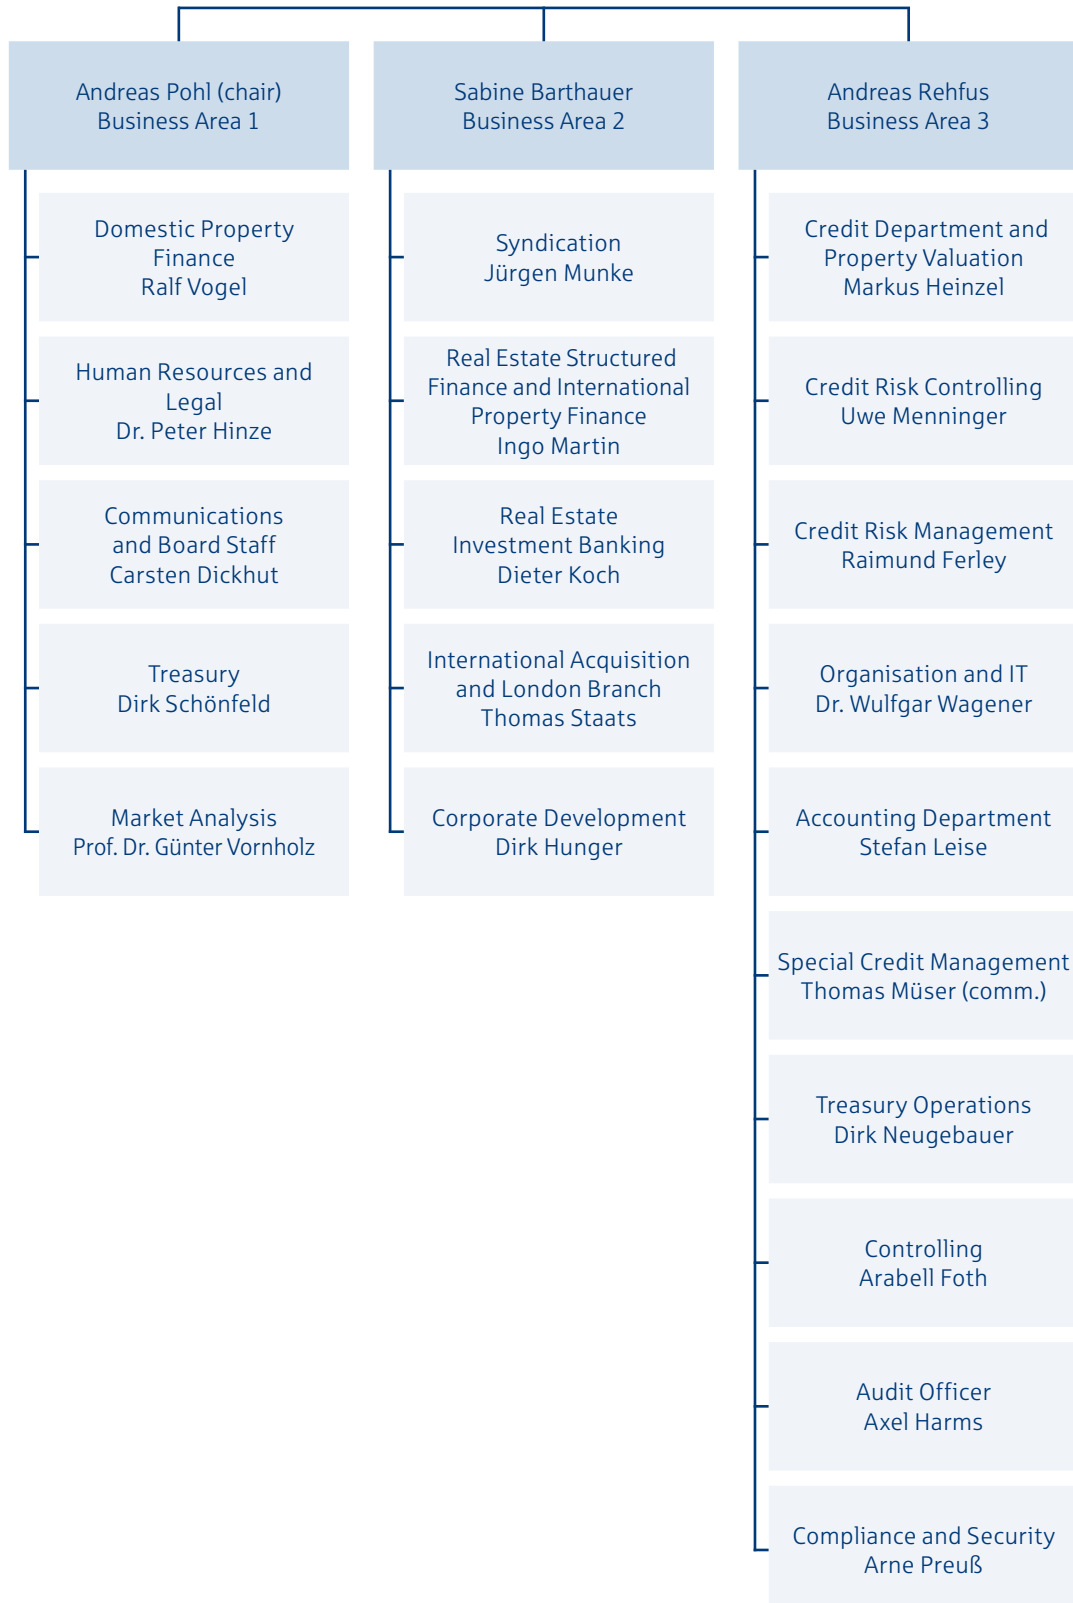 Andreas Pohl (chair)
Business Area 1
Domestic Property
Finance
Ralf Vogel
Human Resources and
Legal
Dr. Peter Hinze
Communications
and Board Staff
Carsten Dickhut
Treasury
Dirk Schönfeld
Market Analysis
Prof. Dr. Günter Vornholz
Sabine Barthauer
Business Area 2
Syndication
Jürgen Munke
Real Estate Structured
Finance and International
Property Finance
Ingo Martin
Real Estate
Investment Banking
Dieter Koch
International Acquisition
and London Branch
Thomas Staats
Corporate Development
Dirk Hunger
Andreas Rehfus
Business Area 3
Credit Department and
Property Valuation
Markus Heinzel
Credit Risk Controlling
Uwe Menninger
Credit Risk Management
Raimund Ferley
Organisation and IT
Dr. Wulfgar Wagener
Accounting Department
Stefan Leise
Special Credit Management
Thomas Müser (comm.)
Treasury Operations
Dirk Neugebauer
Controlling
Arabell Foth
Audit Officer
Axel Harms
Compliance and Security
Arne Preuß